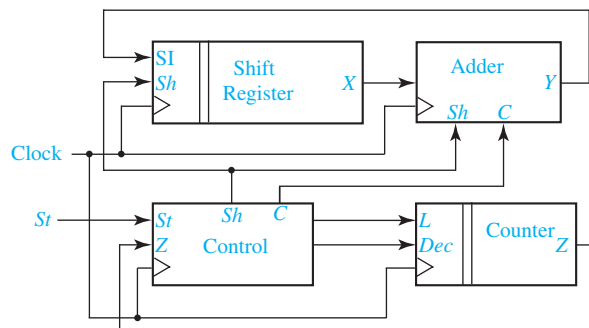 SI
Sh
Shift
Register
X
Adder
Y
Sh C
Clock
St
St
Z
Sh C
Control
L
Dec
Counter
Z